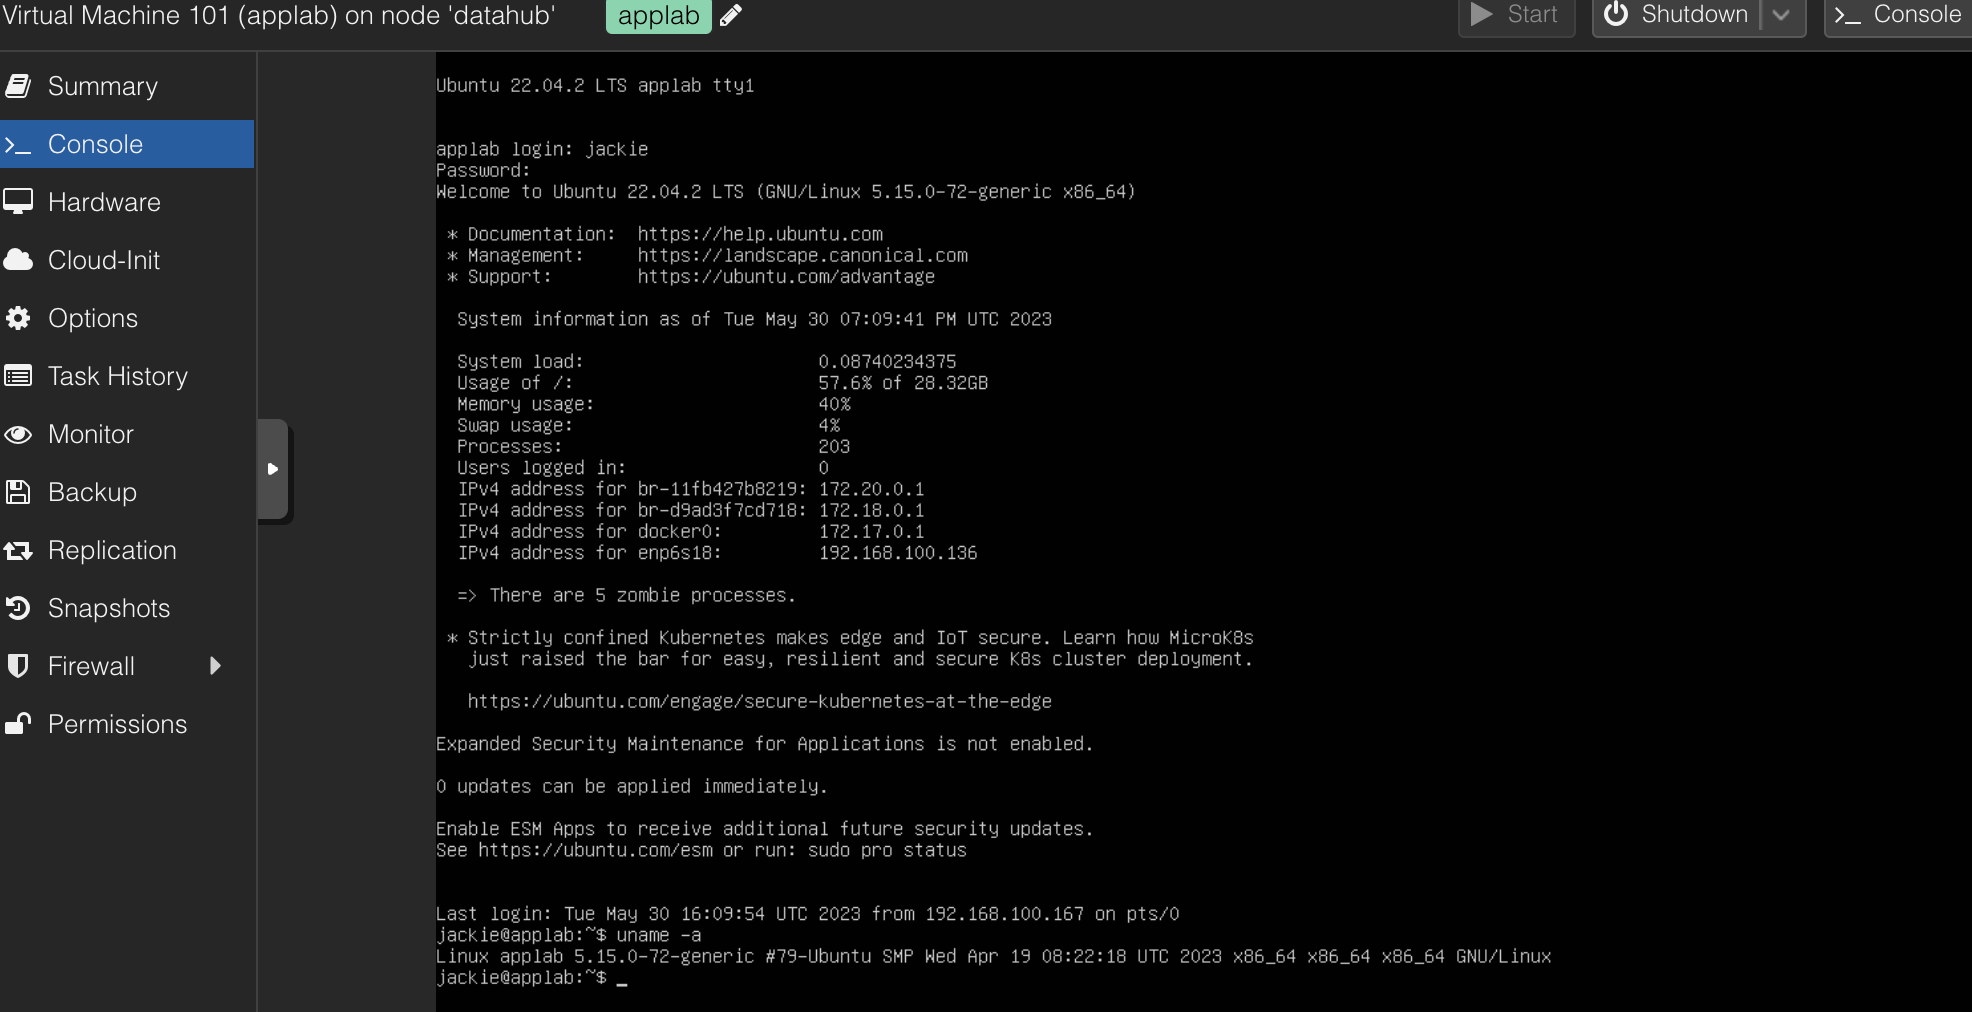 Virtual Machine 101 (applab) on node 'datahub'
applab
Start
Shutdown
Console
Summary
Console
Hardware
Cloud-Init
Options
Task History
Monitor
Backup
Replication
Snapshots
Firewall
Permissions
Ubuntu 22.04.2 LTS applab tty1
applab login: jackie
Password:
Welcome to Ubuntu 22.04.2 LTS (GNU/Linux 5.15.0-72-generic x86_64)
* Documentation:  https://help.ubuntu.com
* Management:     https://landscape.canonical.com
* Support:        https://ubuntu.com/advantage
System information as of Tue May 30 07:09:41 PM UTC 2023
System load:                      0.08740234375
Usage of /:                       57.6% of 28.32GB
Memory usage:                     40%
Swap usage:                       4%
Processes:                        203
Users logged in:                  0
IPv4 address for br-11fb427b8219: 172.20.0.1
IPv4 address for br-d9ad3f7cd718: 172.18.0.1
IPv4 address for docker0:         172.17.0.1
IPv4 address for enp6s18:         192.168.100.136
=> There are 5 zombie processes.
* Strictly confined Kubernetes makes edge and IoT secure. Learn how MicroK8s
just raised the bar for easy, resilient and secure K8s cluster deployment.
https://ubuntu.com/engage/secure-kubernetes-at-the-edge
Expanded Security Maintenance for Applications is not enabled.
0 updates can be applied immediately.
Enable ESM Apps to receive additional future security updates.
See https://ubuntu.com/esm or run: sudo pro status
Last login: Tue May 30 16:09:54 UTC 2023 from 192.168.100.167 on pts/0
jackie@applab:~$ uname -a
Linux applab 5.15.0-72-generic #79-Ubuntu SMP Wed Apr 19 08:22:18 UTC 2023 x86_64 x86_64 x86_64 GNU/Linux
jackie@applab:~$ _